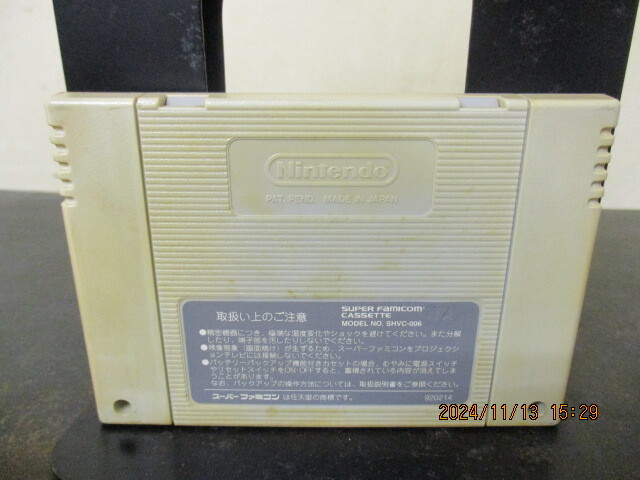 Nintendo
PAT. PEND. MADE IN JAPAN
取扱い上のご注意
SUPER FAMICOM
CASSETTE
MODEL NO. SHVC-006
●精密機器につき、極端な温度変化やショックを避けてください。また分解
したり、端子部を汚したりしないでください。
●残像現象（画面焼け）が生ずるため、スーパーファミコンをプロジェクシ
ョンテレビには接続しないでください。
●バッテリーバックアップ機能付きカセットの場合、むやみに電源スイッチ
やリセットスイッチをON-OFFすると、蓄積されている内容が消えてしま
うことがあります。
なお、バックアップの操作方法については、取扱説明書をご参照ください。
スーパーファミコンは任天堂の商標です。
920214
2024/11/13 15:29